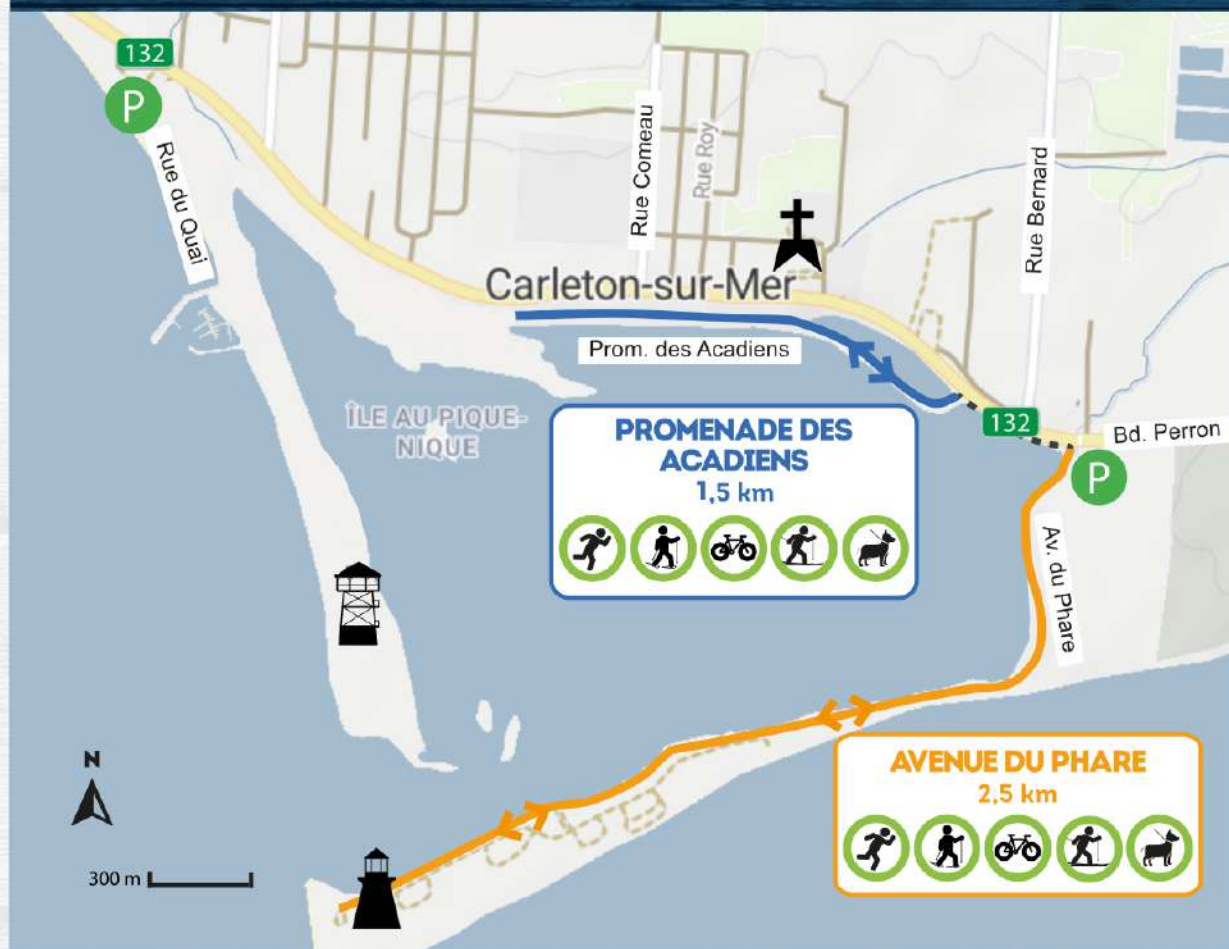 132
P
Rue du Quai
Rue Comeau
Rue Roy
Rue Bernard
Carleton-sur-Mer
Prom. des Acadiens
ÎLE AU PIQUE-
NIQUE
132
Bd. Perron
P
PROMENADE DES
ACADIENS
1,5 km
Av. du Phare
AVENUE DU PHARE
2,5 km
N
300 m